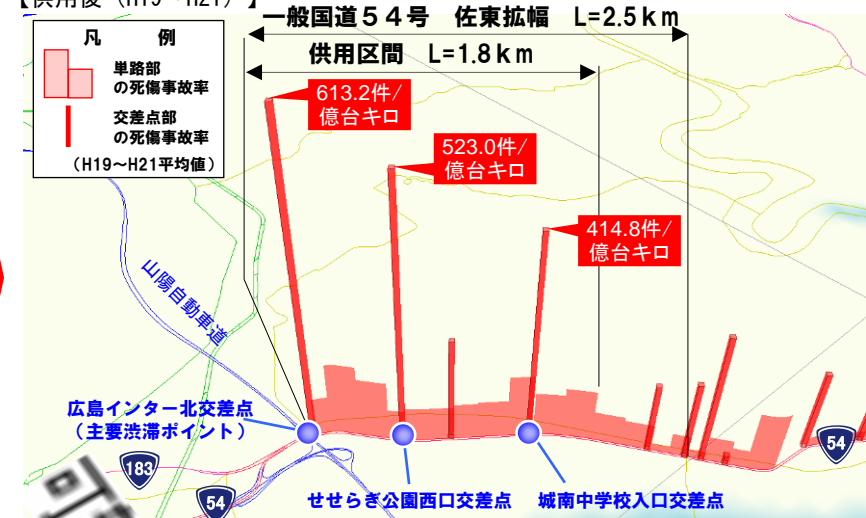 【供用後（H19～H21）】
一般国道５４号　佐東拡幅　L=2.5ｋｍ
供用区間　L=1.8ｋｍ
凡　例
単路部
の死傷事故率
交差点部
の死傷事故率
（H19～H21平均値）
613.2件/
億台キロ
523.0件/
億台キロ
414.8件/
億台キロ
山陽自動車道
広島インター北交差点
（主要渋滞ポイント）
183
54
せせらぎ公園西口交差点
城南中学校入口交差点
54